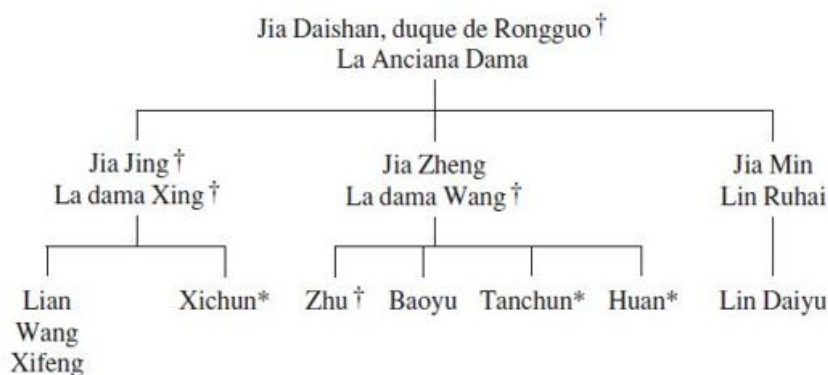 Jia Daishan, duque de Rongguo †
La Anciana Dama
Jia Jing †
La dama Xing †
Jia Zheng
La dama Wang †
Jia Min
Lin Ruhai
Lian
Wang
Xifeng
Xichun*
Zhu †
Baoyu
Tanchun*
Huan*
Lin Daiyu